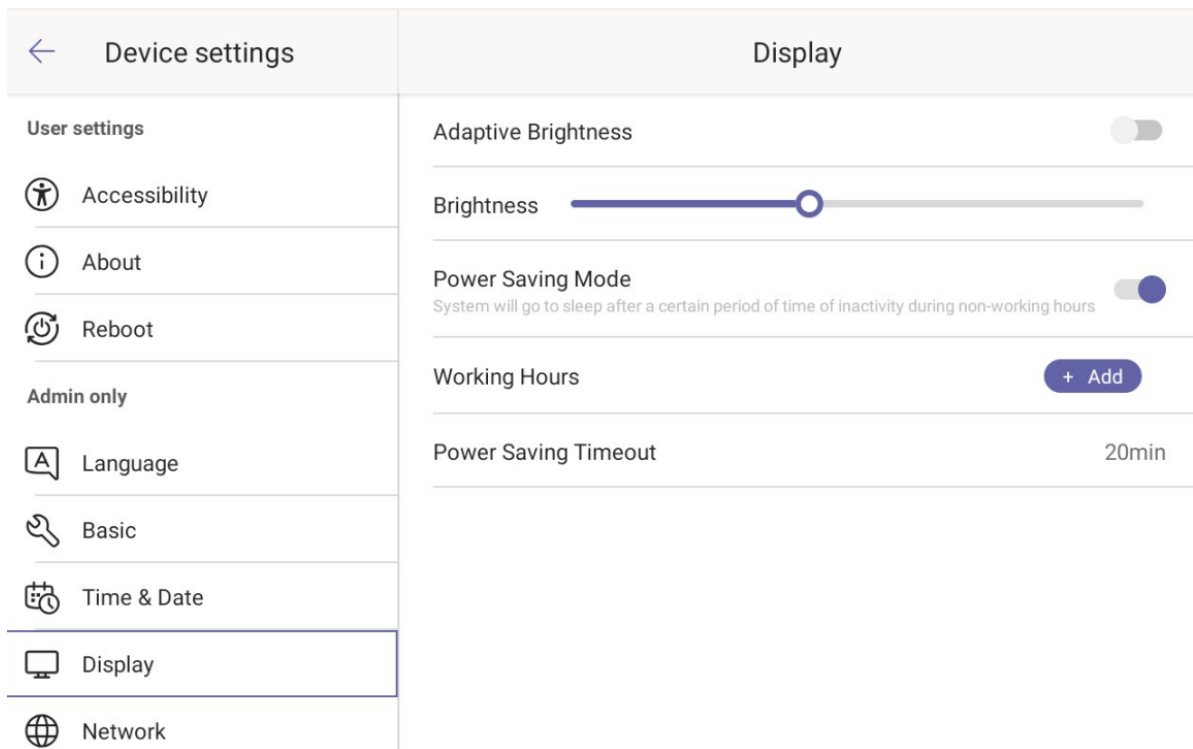 Device settings
Display
User settings
Accessibility
About
Reboot
Admin only
Language
Basic
Time & Date
Display
Network
Adaptive Brightness
Brightness
Power Saving Mode
System will go to sleep after a certain period of time of inactivity during non-working hours
Working Hours
+ Add
Power Saving Timeout
20min